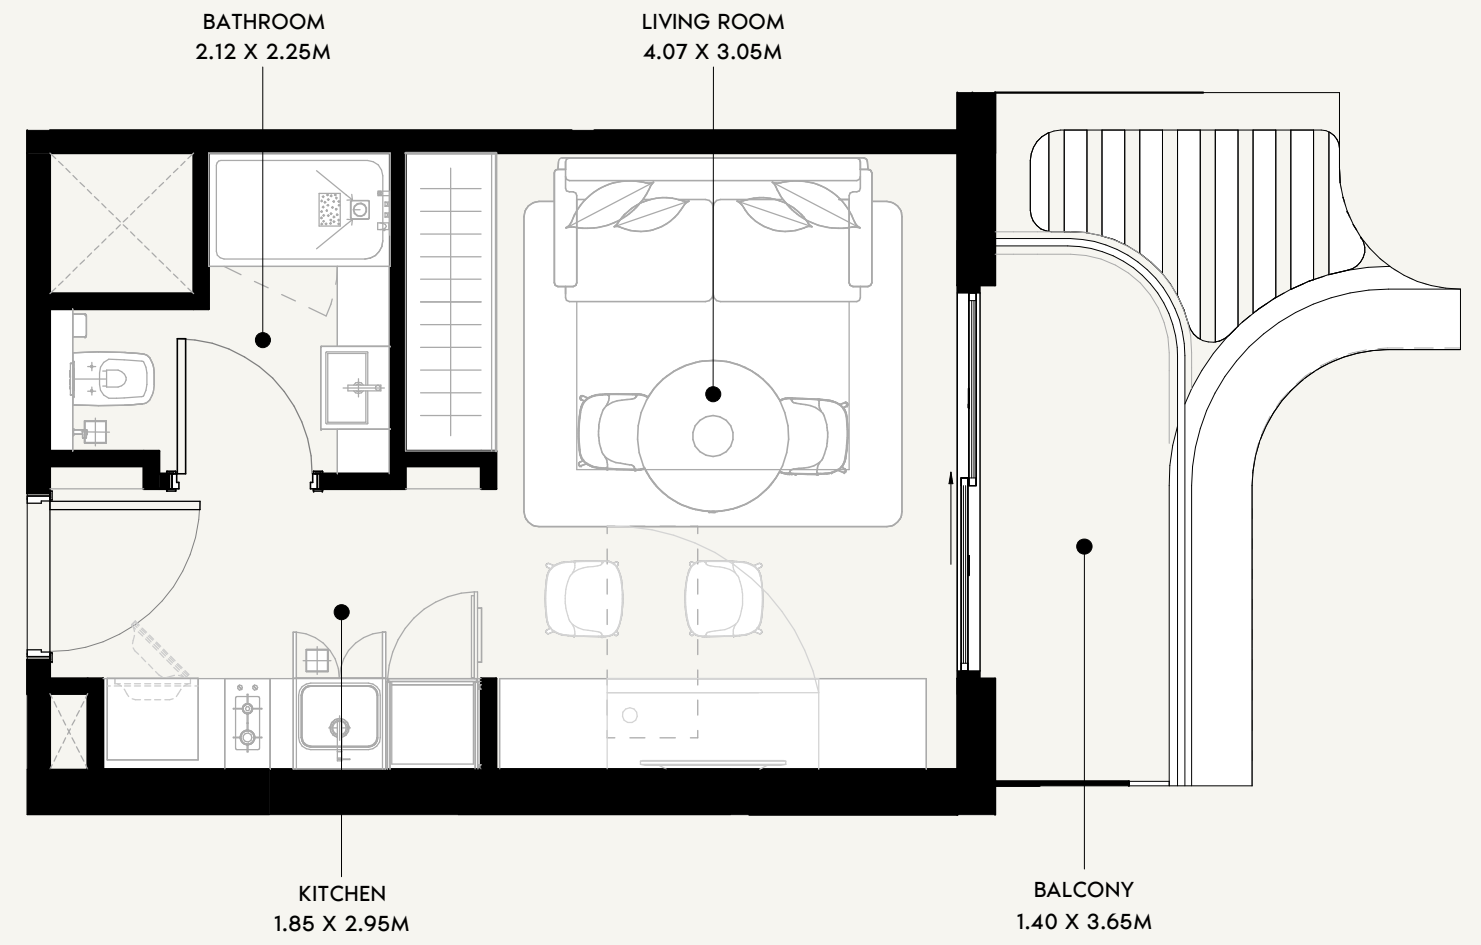 BATHROOM
2.12 X 2.25M
LIVING ROOM
4.07 X 3.05M
KITCHEN
1.85 X 2.95M
BALCONY
1.40 X 3.65M